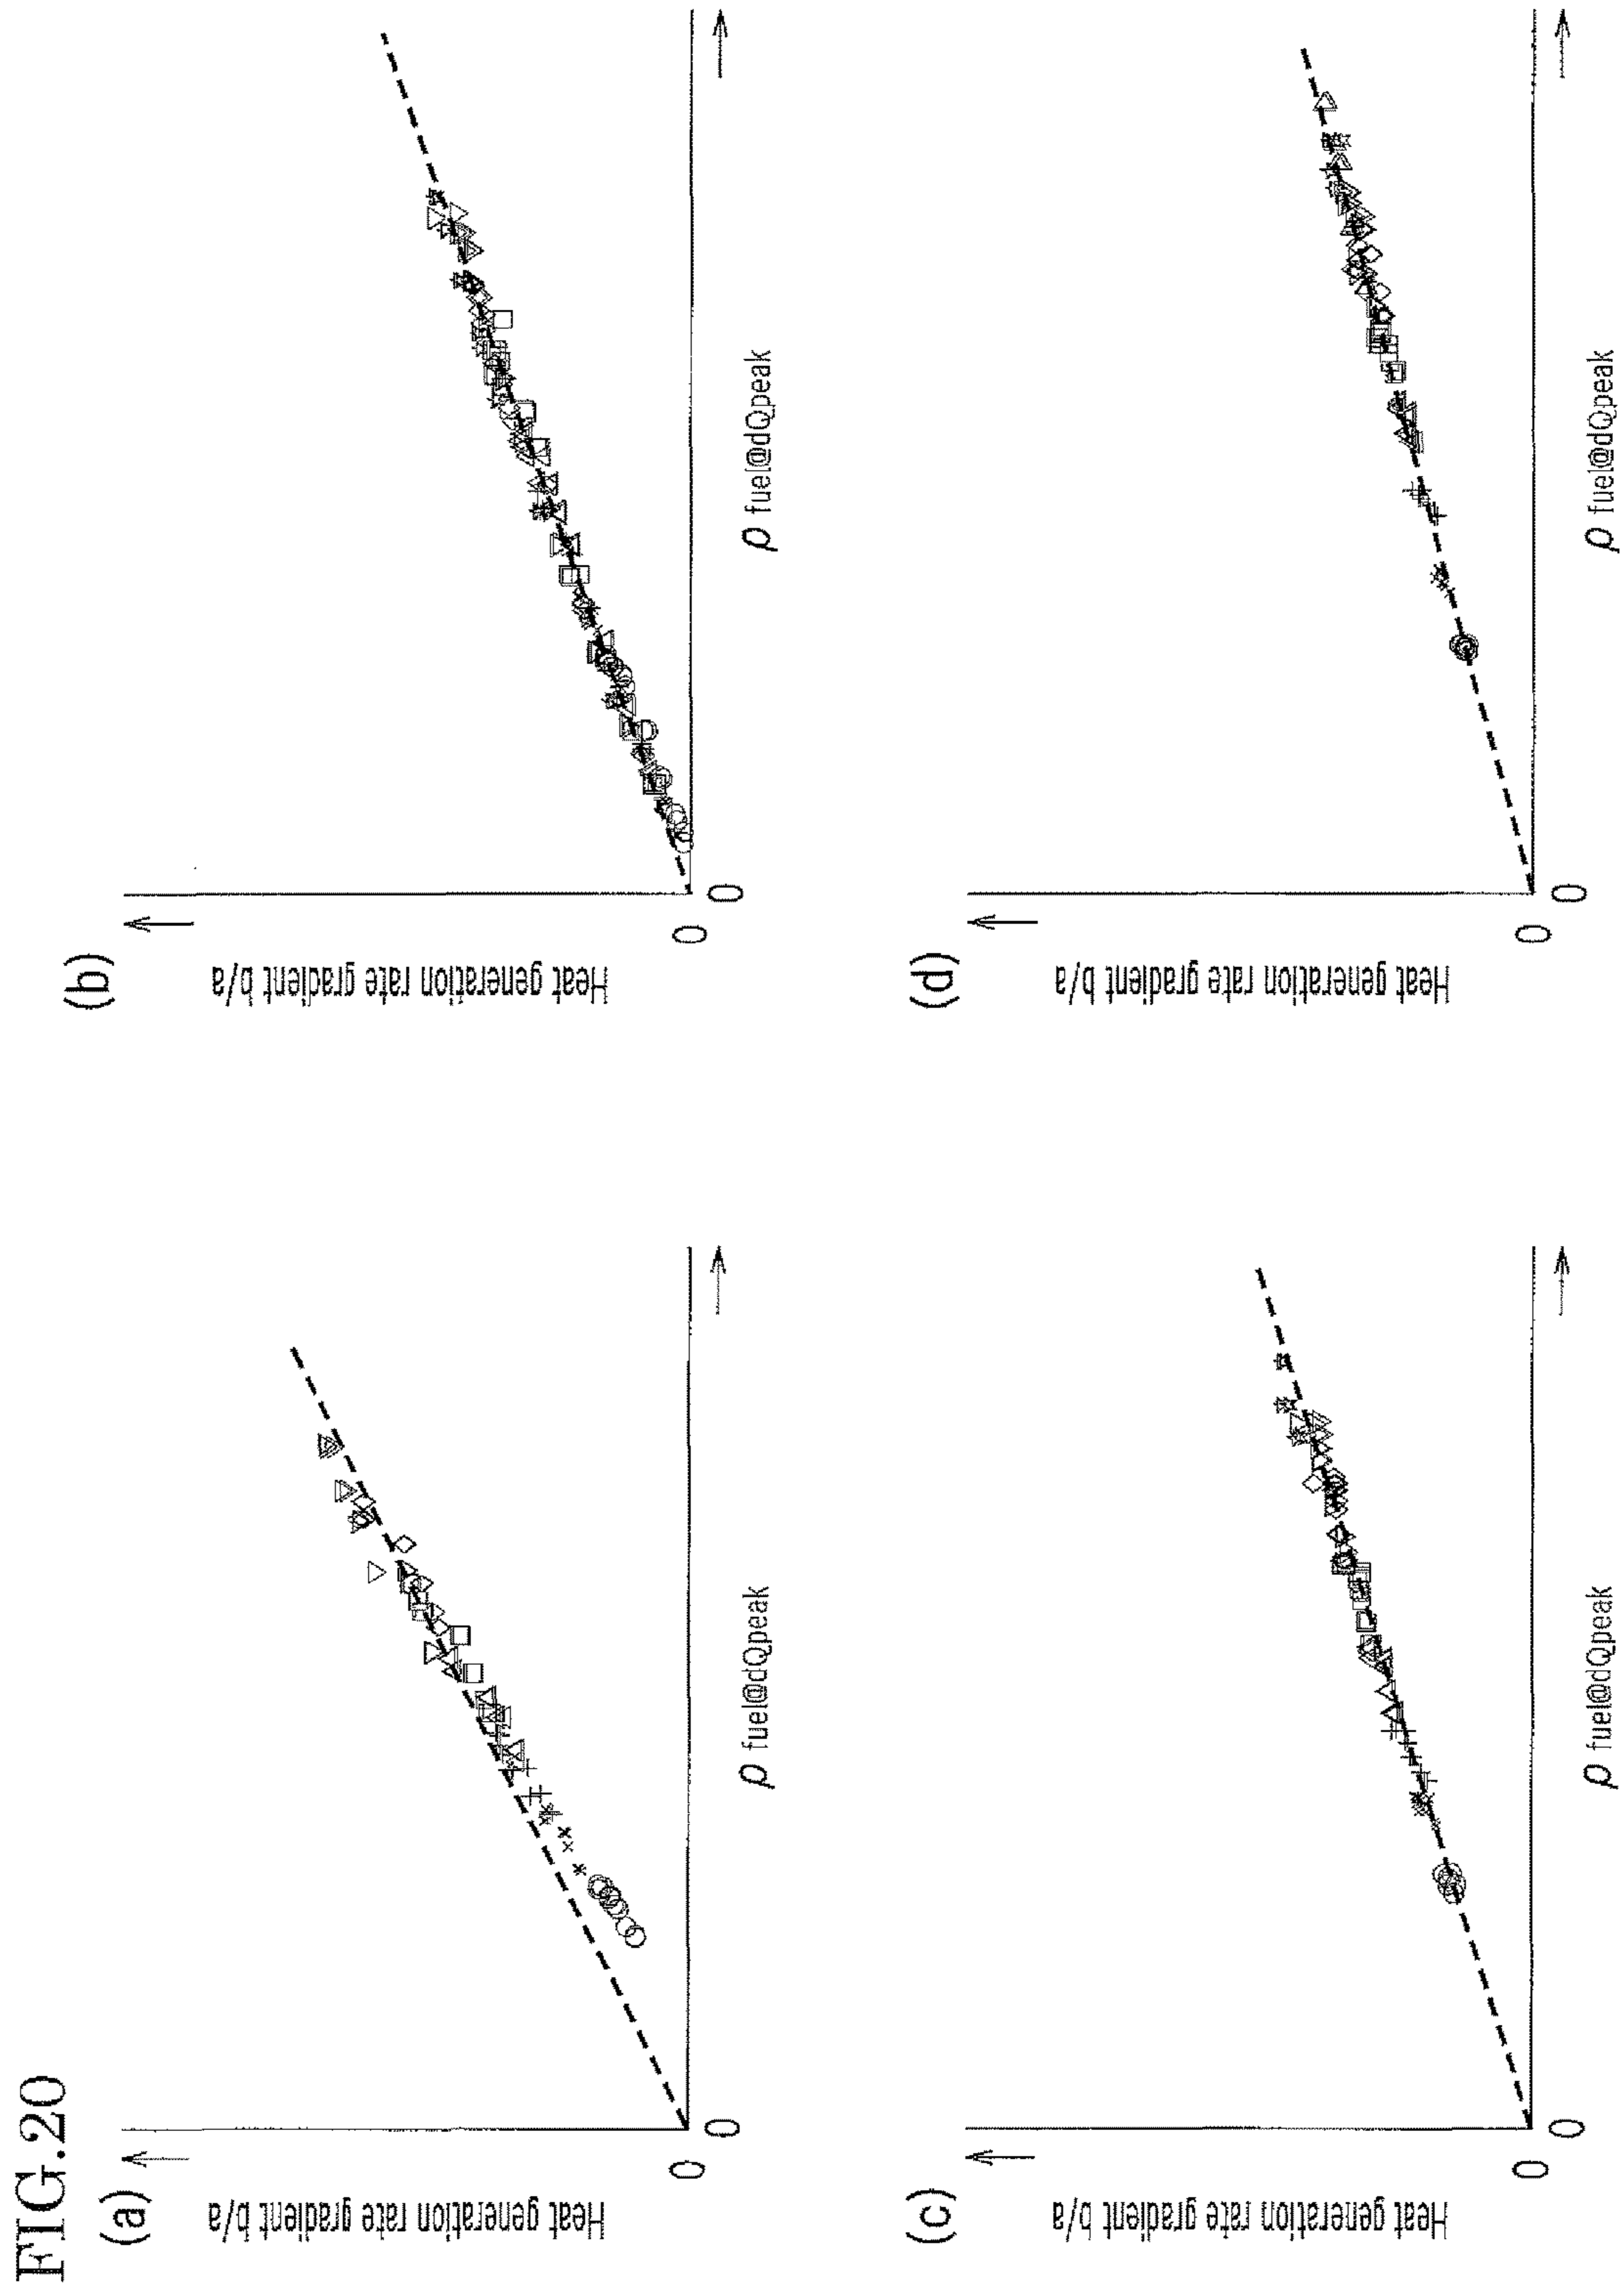 FIG.20
(a)
Heat generation rate gradient b/a
0
0
ρ fuel@dQpeak
(b)
Heat generation rate gradient b/a
0
0
ρ fuel@dQpeak
(c)
Heat generation rate gradient b/a
0
0
ρ fuel@dQpeak
(d)
Heat generation rate gradient b/a
0
0
ρ fuel@dQpeak